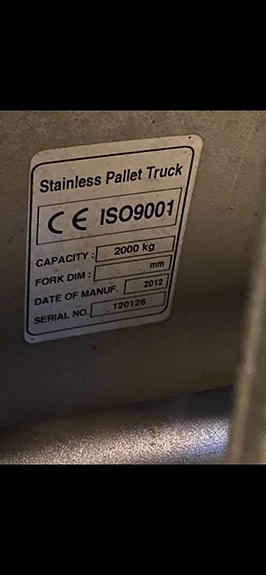 Stainless Pallet Truck
CE ISO9001
CAPACITY : 2000 kg
FORK DIM : mm
DATE OF MANUF. 2012
SERIAL NO. 120126